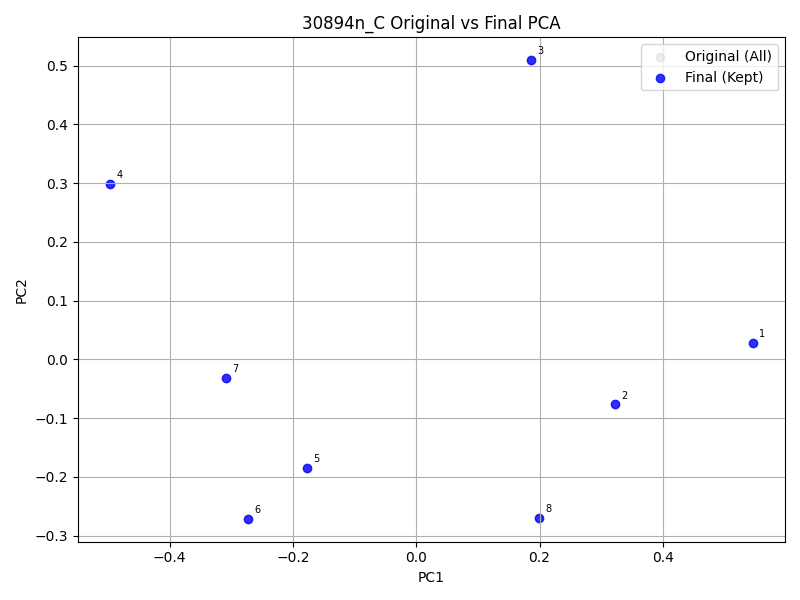 30894n_C Original vs Final PCA
Original (All)
Final (Kept)
PC2
0.5
0.4
0.3
0.2
0.1
0.0
−0.1
−0.2
−0.3
3
4
1
7
2
5
6
8
−0.4 −0.2 0.0 0.2 0.4
PC1